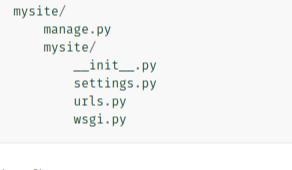 mysite/
    manage.py
    mysite/
        __init__.py
        settings.py
        urls.py
        wsgi.py